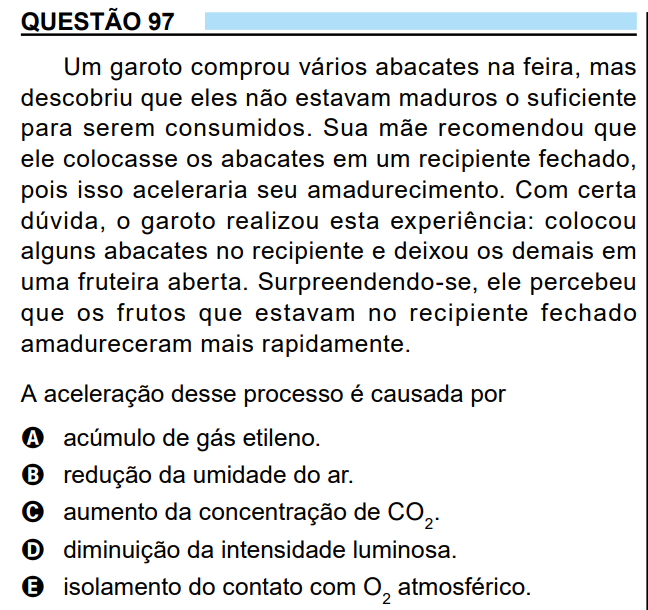 QUESTÃO 97
Um garoto comprou vários abacates na feira, mas
descobriu que eles não estavam maduros o suficiente
para serem consumidos. Sua mãe recomendou que
ele colocasse os abacates em um recipiente fechado,
pois isso aceleraria seu amadurecimento. Com certa
dúvida, o garoto realizou esta experiência: colocou
alguns abacates no recipiente e deixou os demais em
uma fruteira aberta. Surpreendendo-se, ele percebeu
que os frutos que estavam no recipiente fechado
amadureceram mais rapidamente.
A aceleração desse processo é causada por
A acúmulo de gás etileno.
B redução da umidade do ar.
C aumento da concentração de CO₂.
D diminuição da intensidade luminosa.
E isolamento do contato com O₂ atmosférico.